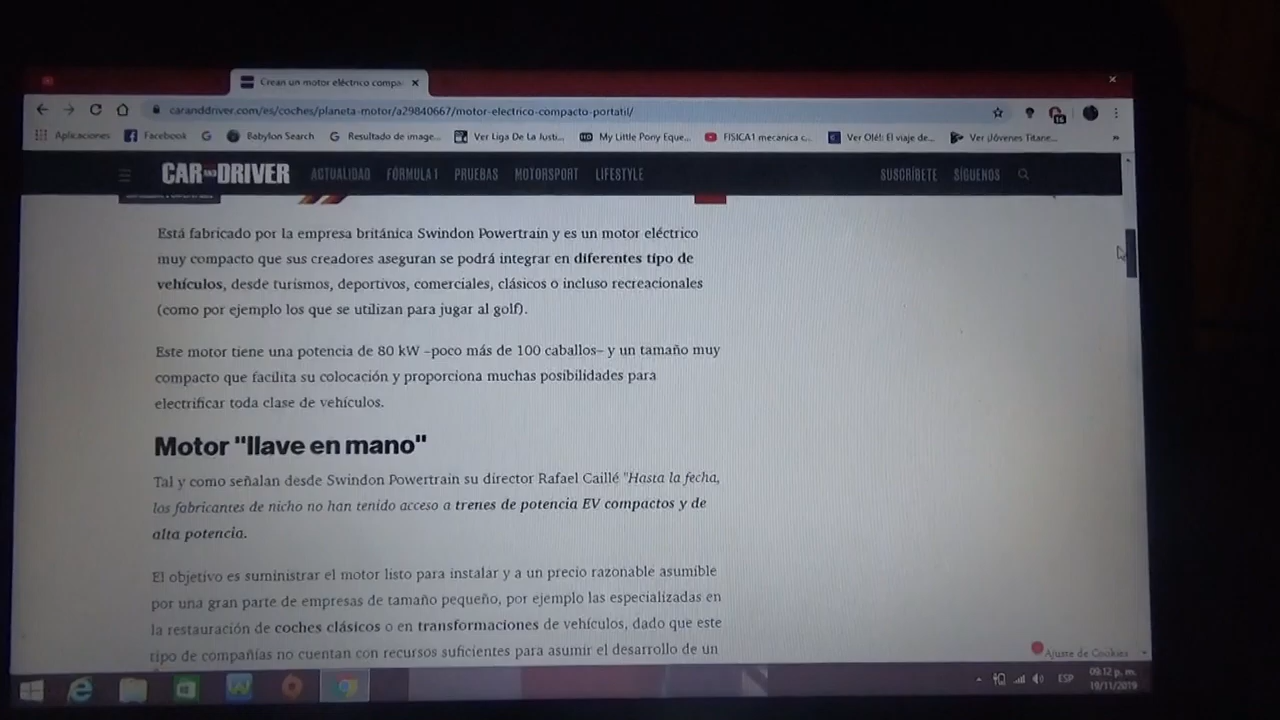 Crean un motor eléctrico compa
caranddriver.com/es/coches/planeta-motor/a29840667/motor-electrico-compacto-portatil/
Aplicaciones Facebook Babylon Search Resultado de image... Ver Liga De La Justi... My Little Pony Eque... FISICA1 mecanica c... Ver Olé!: El viaje de... Ver Jóvenes Titane... »
CAR AND DRIVER ACTUALIDAD FÓRMULA 1 PRUEBAS MOTORSPORT LIFESTYLE SUSCRÍBETE SÍGUENOS
Está fabricado por la empresa británica Swindon Powertrain y es un motor eléctrico
muy compacto que sus creadores aseguran se podrá integrar en diferentes tipo de
vehículos, desde turismos, deportivos, comerciales, clásicos o incluso recreacionales
(como por ejemplo los que se utilizan para jugar al golf).
Este motor tiene una potencia de 80 kW –poco más de 100 caballos– y un tamaño muy
compacto que facilita su colocación y proporciona muchas posibilidades para
electrificar toda clase de vehículos.
Motor "llave en mano"
Tal y como señalan desde Swindon Powertrain su director Rafael Caillé "Hasta la fecha,
los fabricantes de nicho no han tenido acceso a trenes de potencia EV compactos y de
alta potencia.
El objetivo es suministrar el motor listo para instalar y a un precio razonable asumible
por una gran parte de empresas de tamaño pequeño, por ejemplo las especializadas en
la restauración de coches clásicos o en transformaciones de vehículos, dado que este
tipo de compañías no cuentan con recursos suficientes para asumir el desarrollo de un
Ajuste de Cookies
ESP 09:12 p. m.
19/11/2019